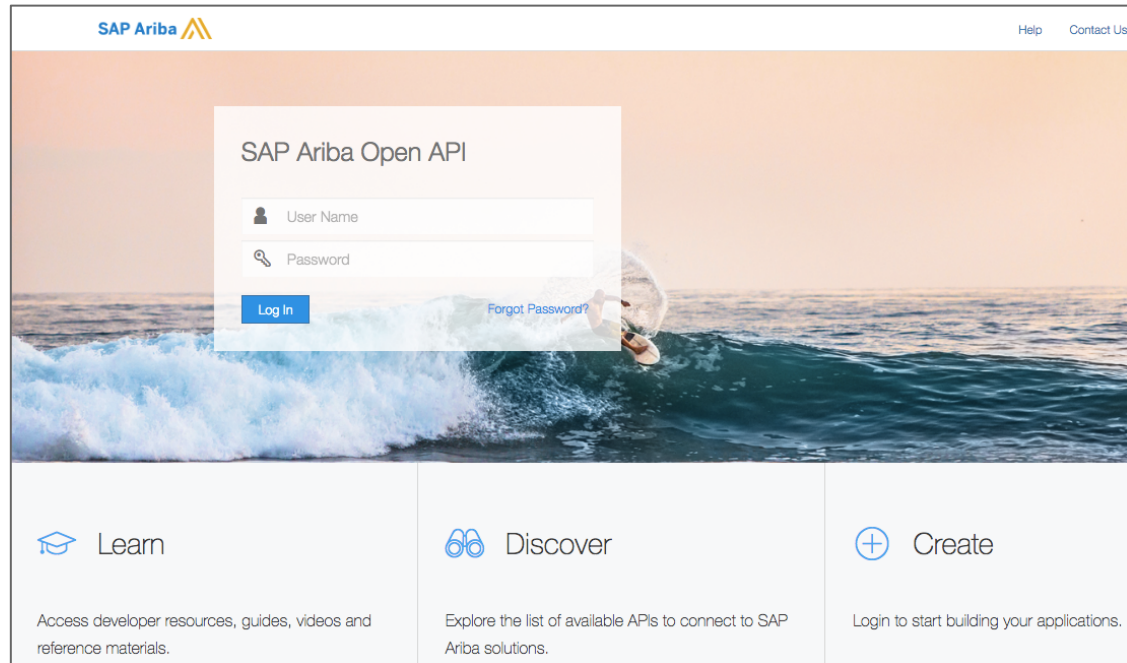 SAP Ariba
Help Contact Us
SAP Ariba Open API
User Name
Password
Log In Forgot Password?
Learn
Access developer resources, guides, videos and
reference materials.
Discover
Explore the list of available APIs to connect to SAP
Ariba solutions.
Create
Login to start building your applications.